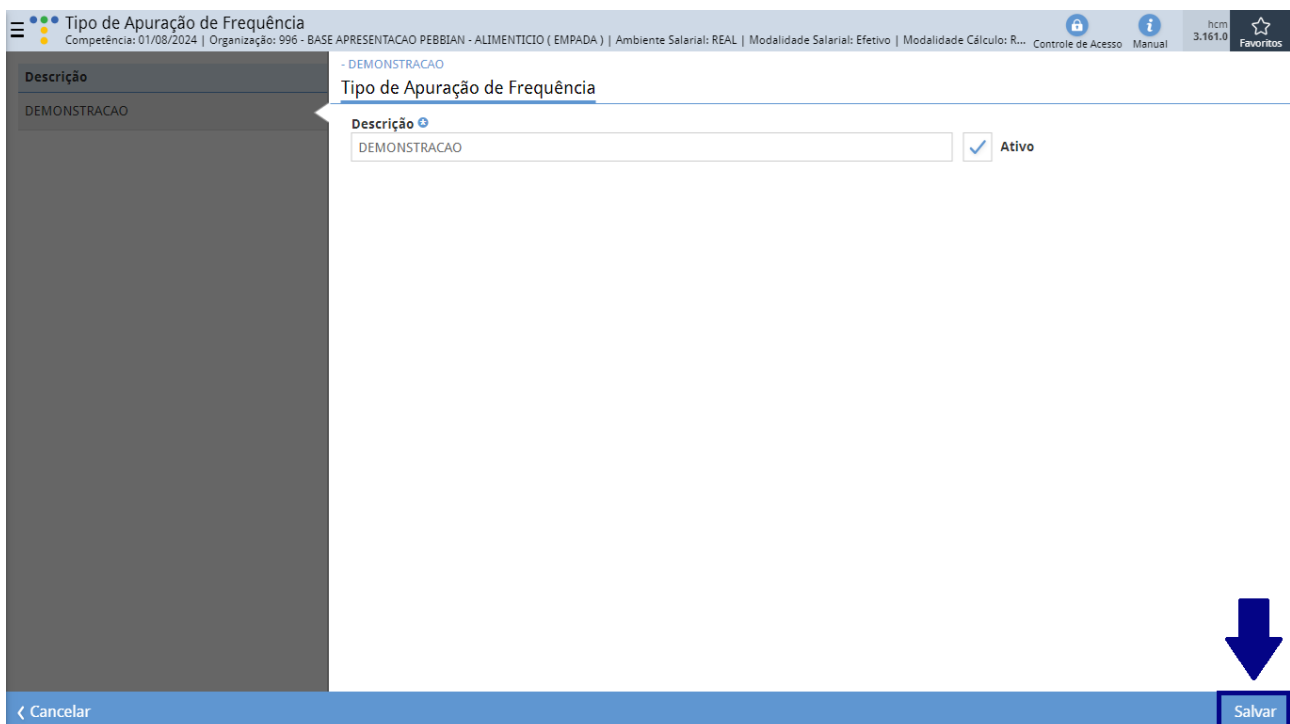 Tipo de Apuração de Frequência
Competência: 01/08/2024 | Organização: 996 - BASE APRESENTACAO PEBBIAN - ALIMENTICIO ( EMPADA ) | Ambiente Salarial: REAL | Modalidade Salarial: Efetivo | Modalidade Cálculo: R...
Controle de Acesso
Manual
hcm
3.161.0
Favoritos
Descrição
DEMONSTRACAO
- DEMONSTRACAO
Tipo de Apuração de Frequência
Descrição
DEMONSTRACAO
Ativo
Cancelar
Salvar